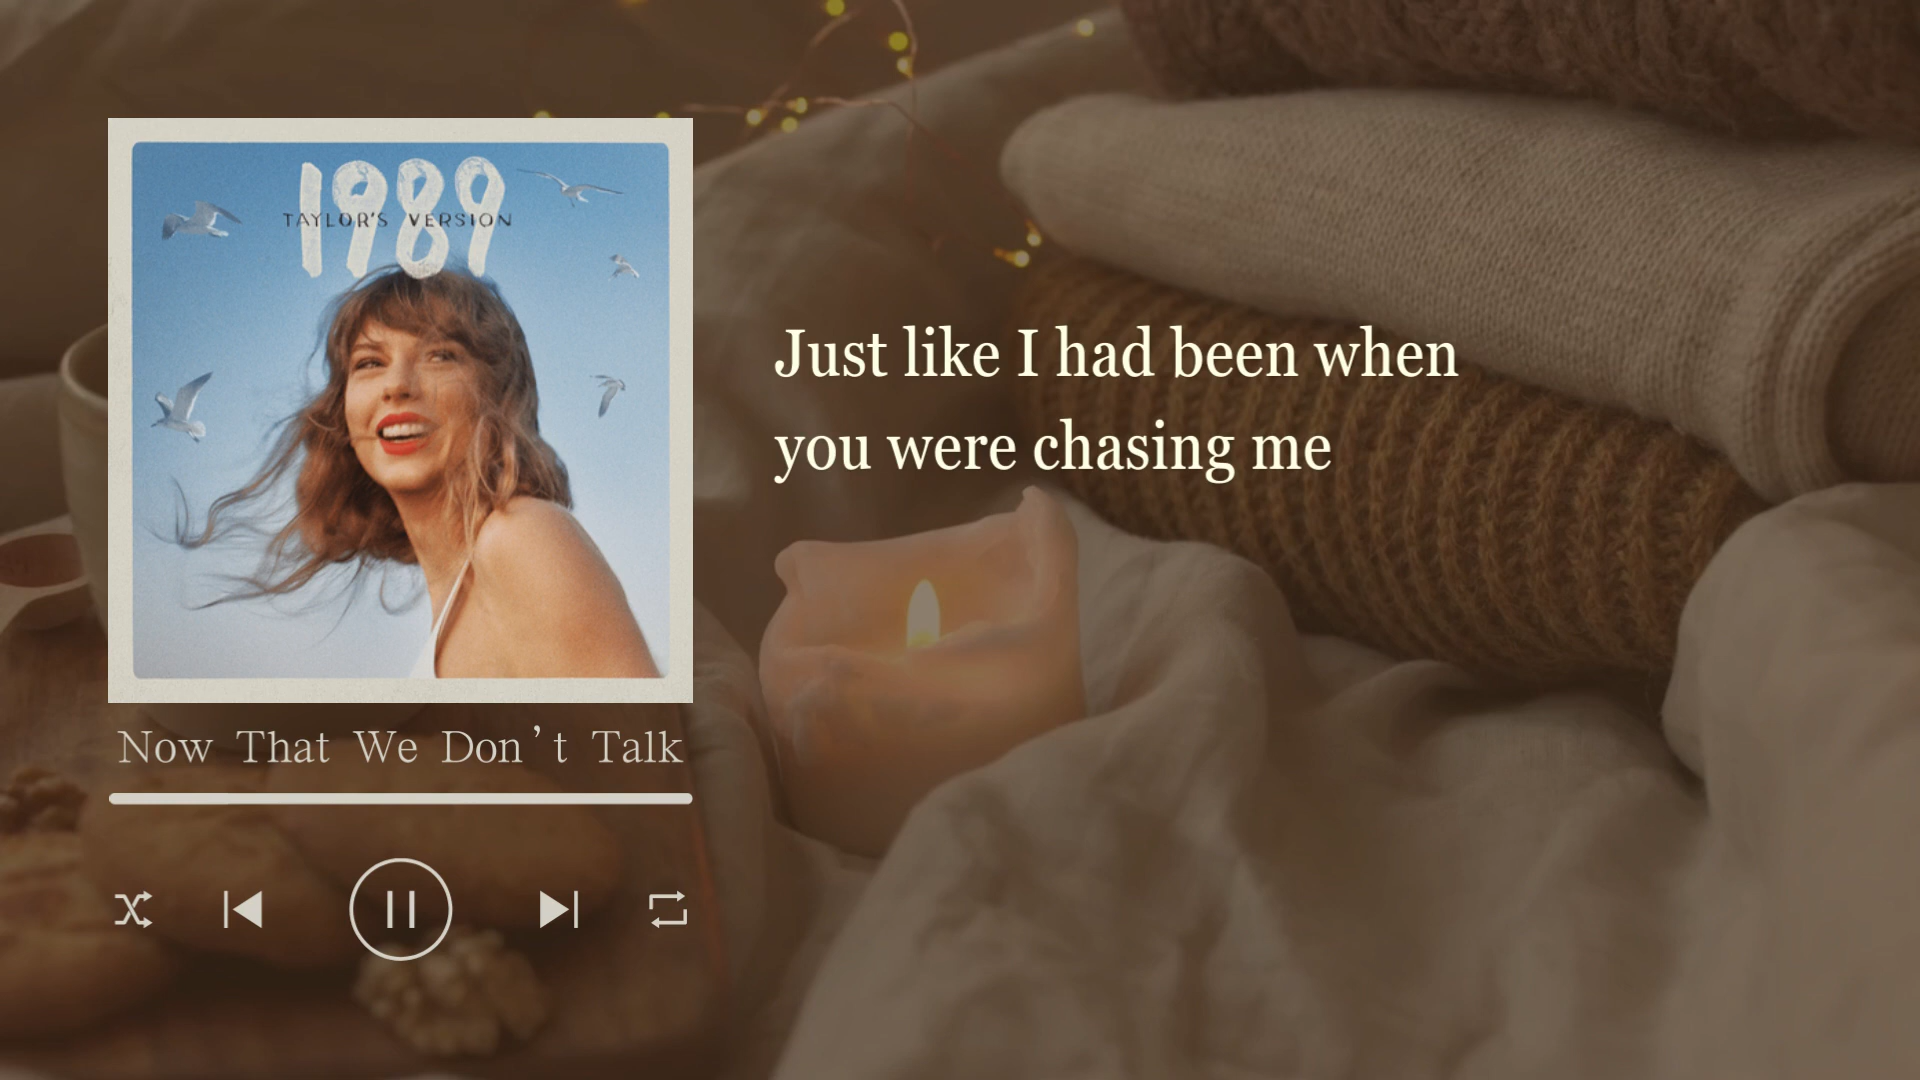 1989
TAYLOR'S VERSION
Just like I had been when
you were chasing me
Now That We Don't Talk